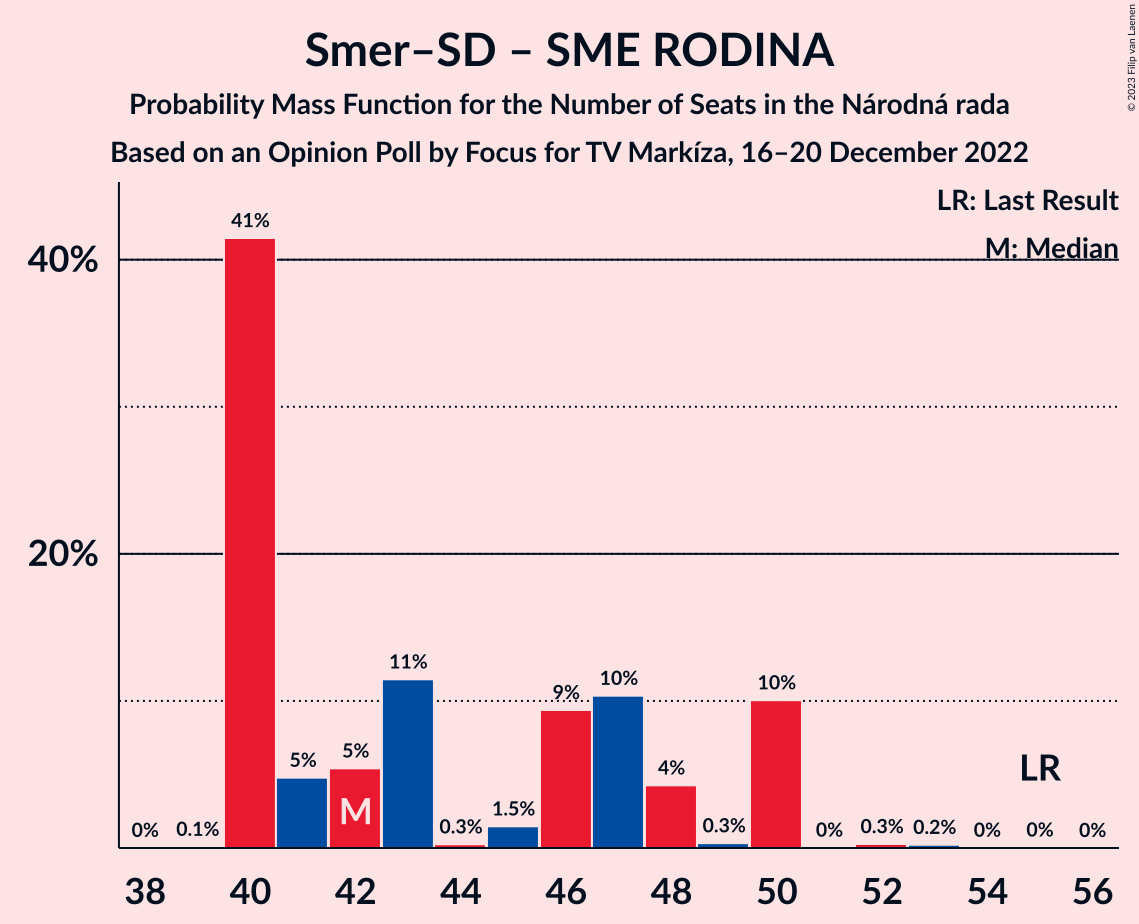 Smer–SD – SME RODINA
Probability Mass Function for the Number of Seats in the Národná rada
Based on an Opinion Poll by Focus for TV Markíza, 16–20 December 2022
© 2023 Filip van Laenen
LR: Last Result
M: Median
40%
20%
0%
0.1%
41%
5%
5%
11%
0.3%
1.5%
9%
10%
4%
0.3%
10%
0%
0.3%
0.2%
0%
0%
0%
M
LR
38 40 42 44 46 48 50 52 54 56